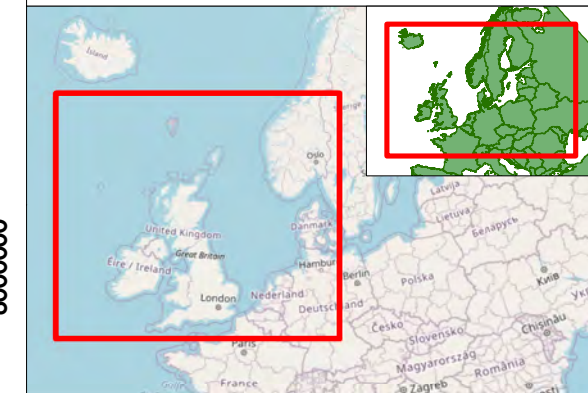 Ísland
Sverige
Oslo
Latvija
Lietuva
Беларусь
Danmark
United Kingdom
Great Britain
Éire / Ireland
Hamburg
Berlin
Polska
Київ
London
Nederland
Deutschland
Česko
Slovensko
Chișinău
Paris
Magyarország
România
France
Zagreb